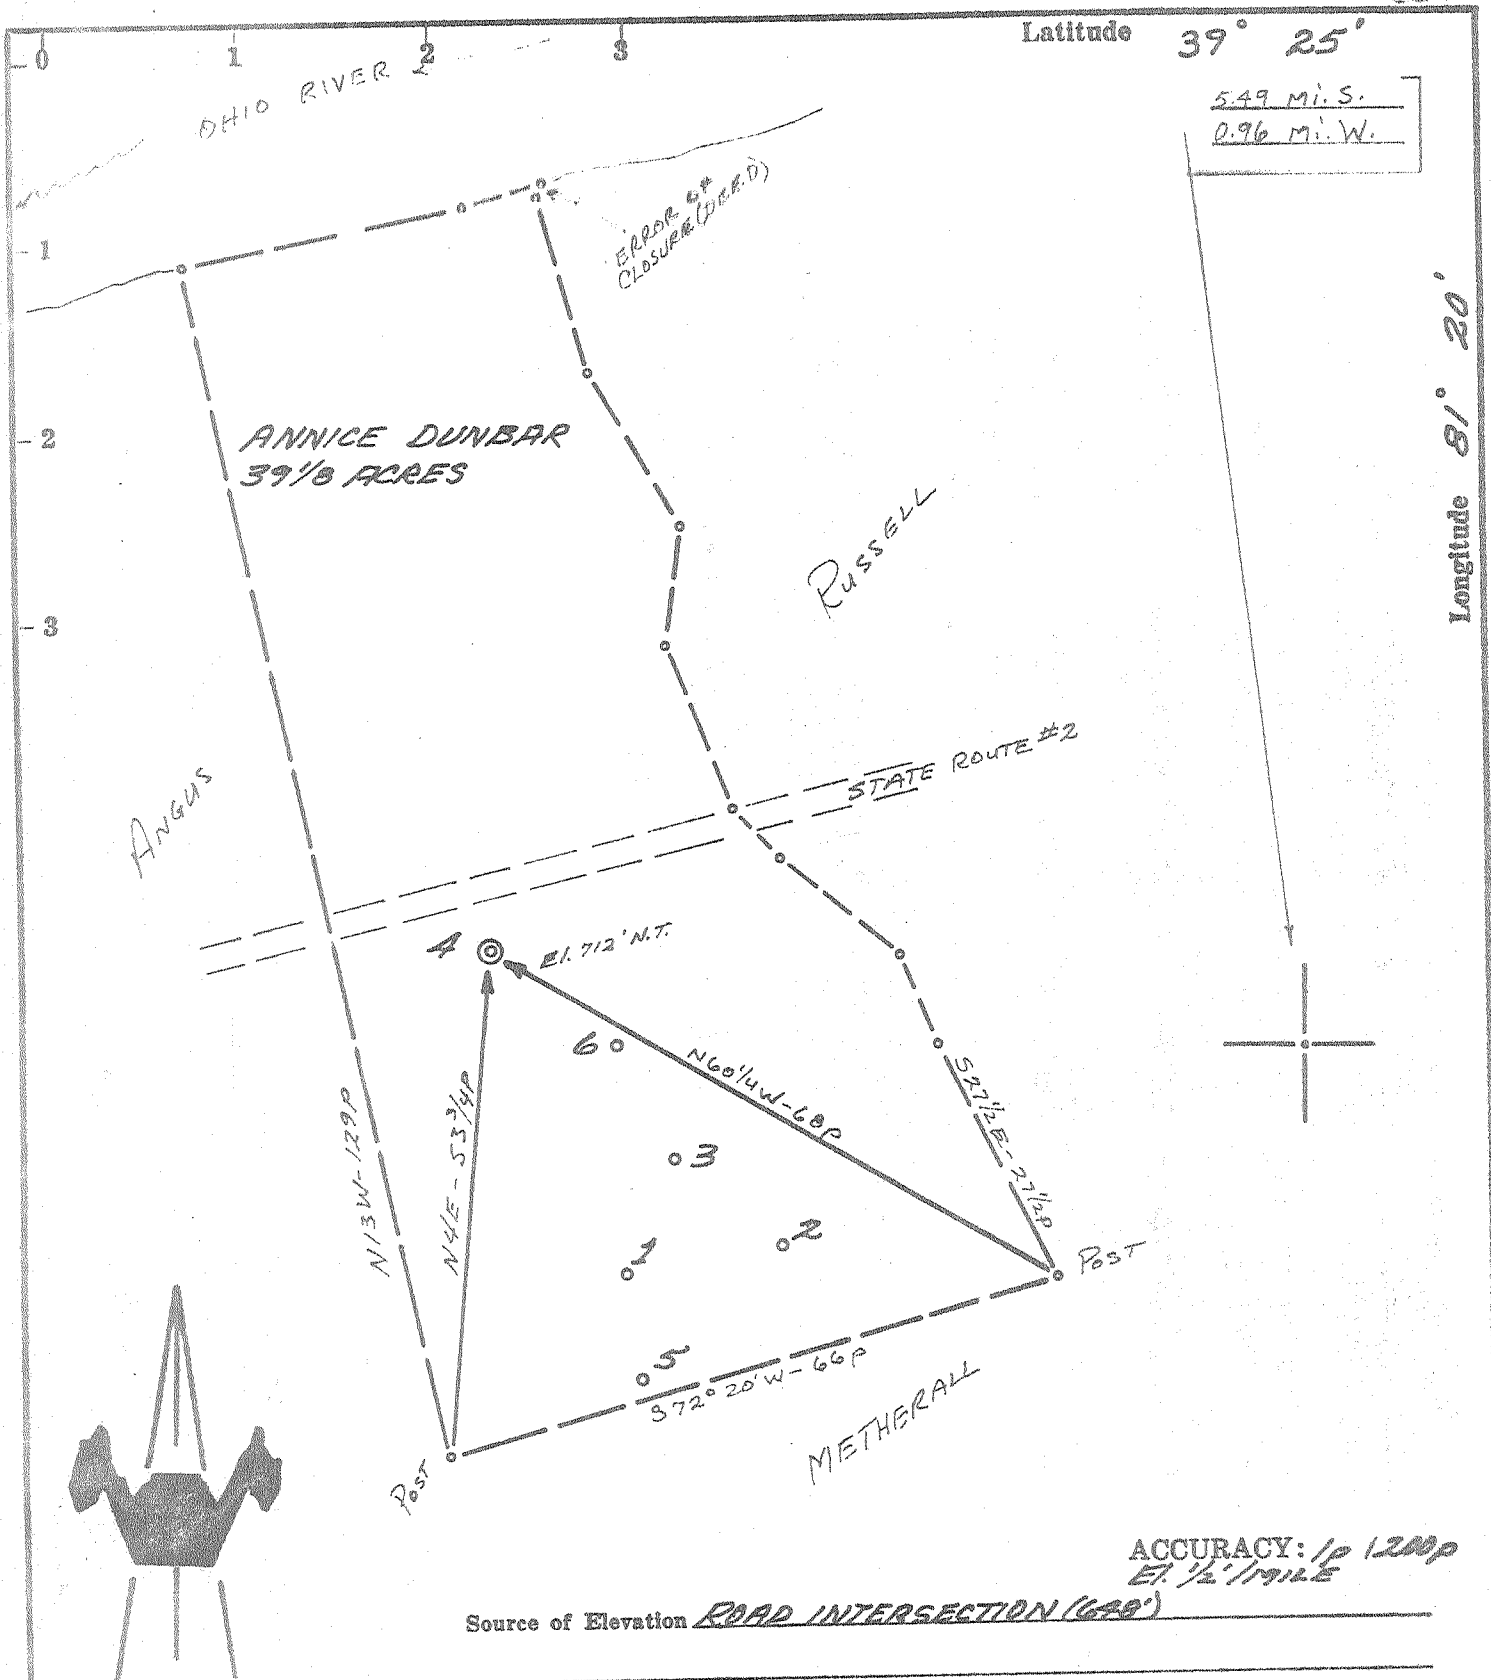 0 1 2 3
Latitude 39° 25'
5.49 Mi. S.
0.96 Mi. W.
OHIO RIVER
1
2
3
Longitude 81° 20'
ERROR OF
CLOSURE (DEED)
ANNICE DUNBAR
39 1/8 ACRES
RUSSELL
STATE ROUTE #2
ANGUS
4
El. 712' N.T.
6
N60 1/4 W-68P
S27 1/2 E-27 1/2 P
N13W-129P
N4E-53 3/4P
3
2
1
POST
5
S72° 20' W-66P
METHERALL
POST
ACCURACY: 1p 1200p
El. 1/2'/MILE
Source of Elevation ROAD INTERSECTION (648')